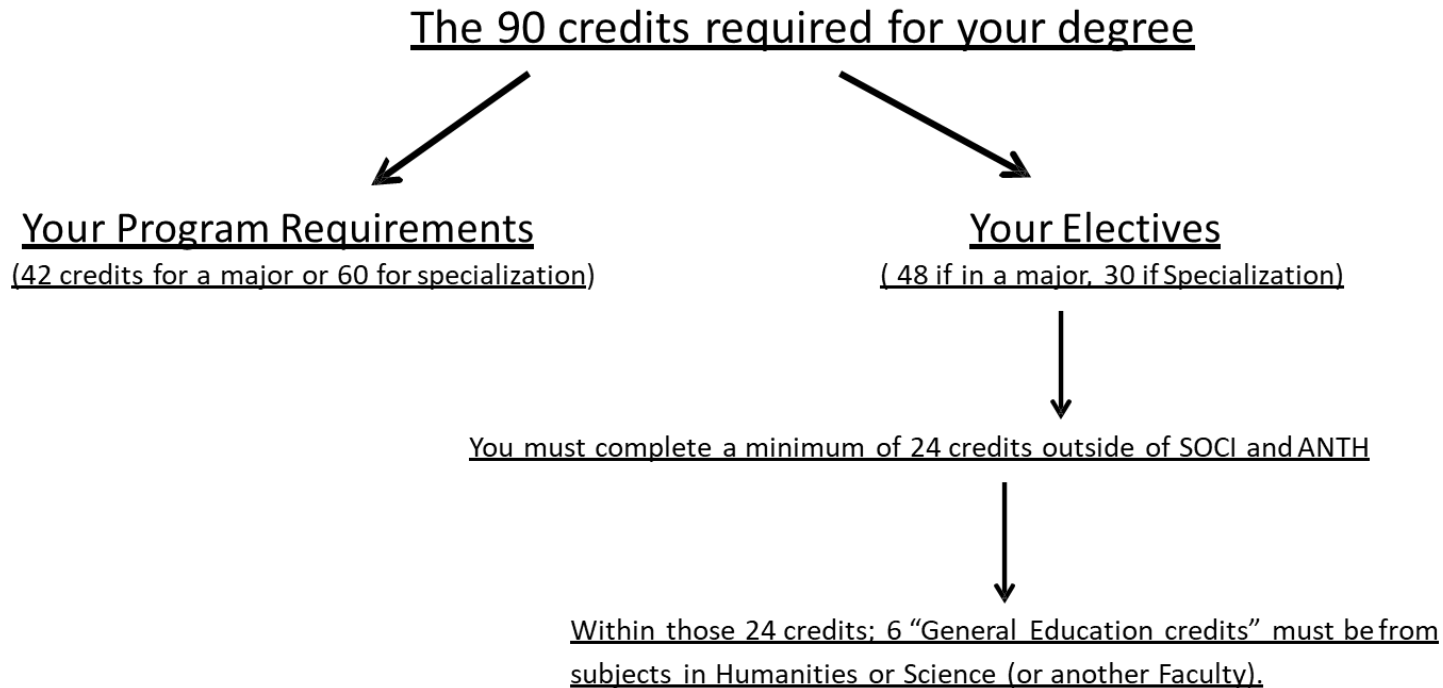 The 90 credits required for your degree
Your Program Requirements
(42 credits for a major or 60 for specialization)
Your Electives
( 48 if in a major, 30 if Specialization)
You must complete a minimum of 24 credits outside of SOCI and ANTH
Within those 24 credits; 6 “General Education credits” must be from
subjects in Humanities or Science (or another Faculty).